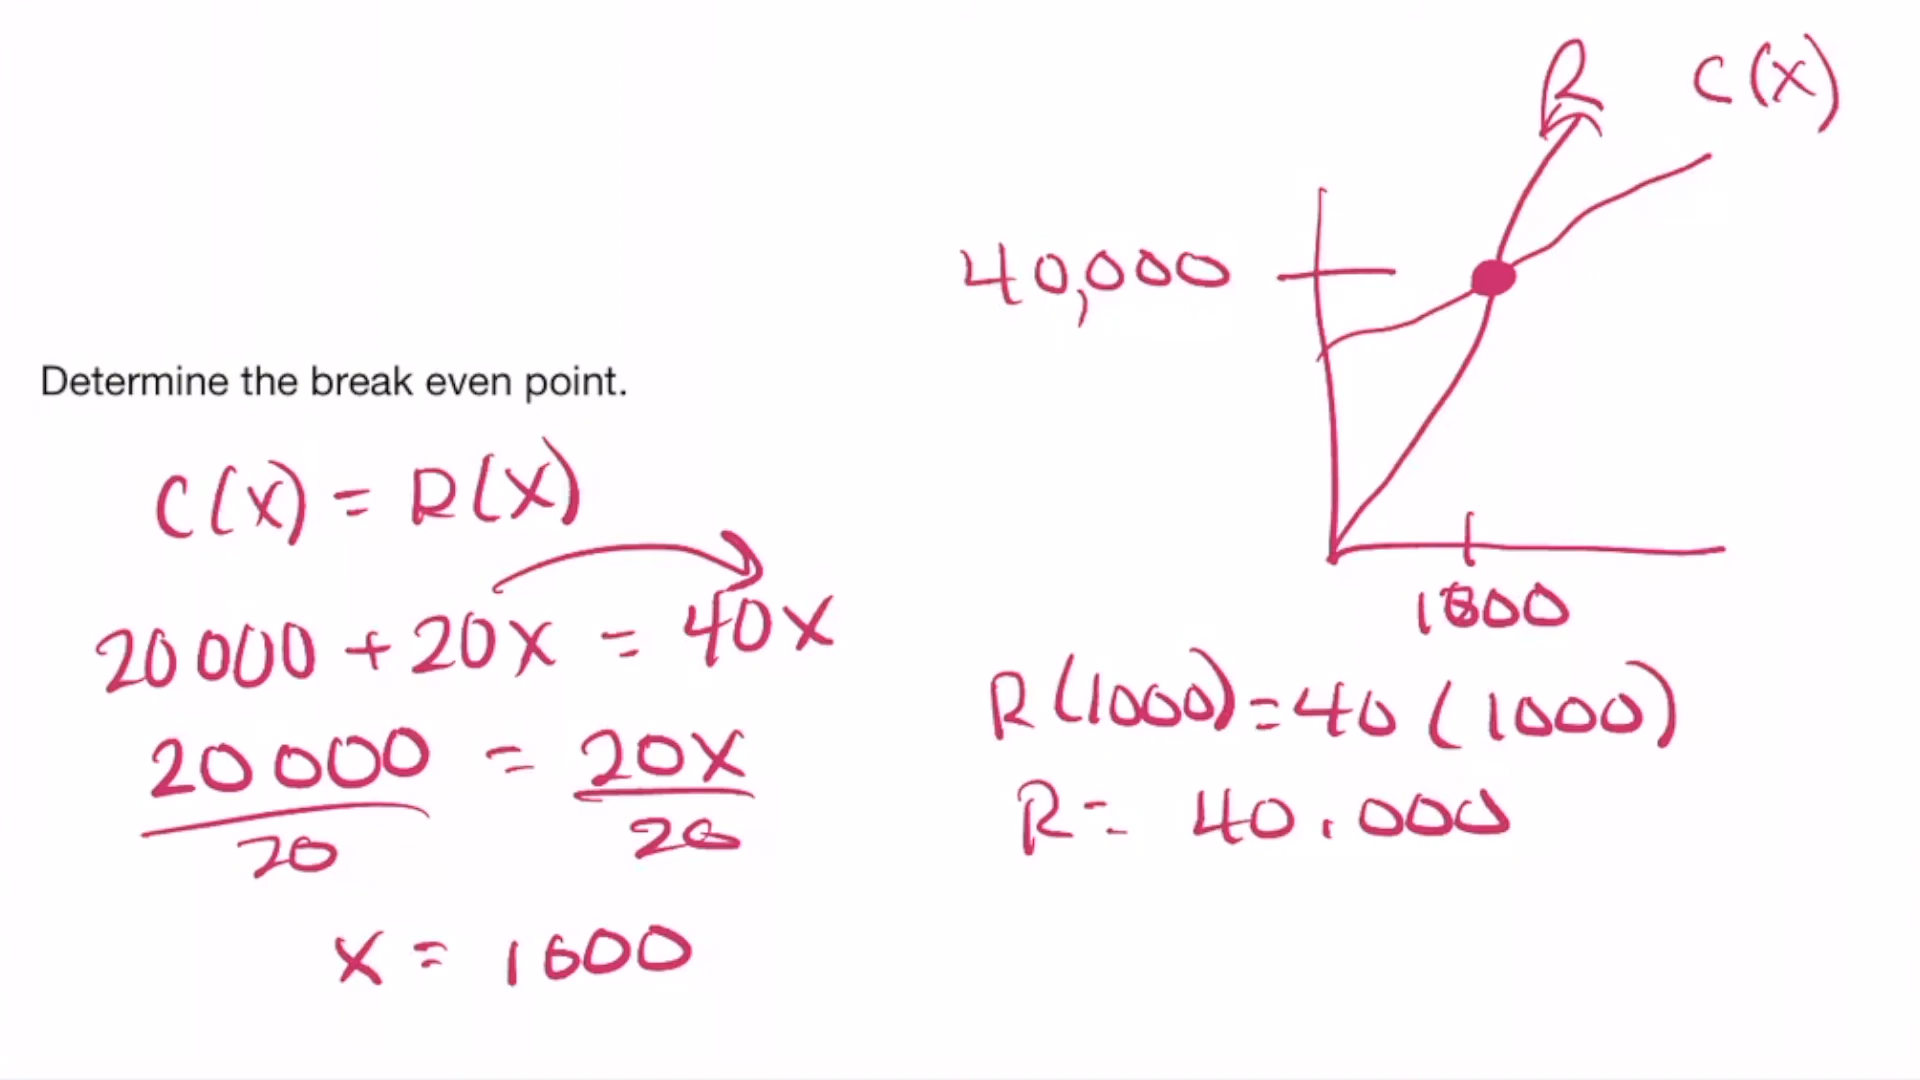 Determine the break even point.
C(x) = R(x)
20000 + 20x = 40x
20000 = 20x
20 20
x = 1000
R C(x)
40,000
1000
R(1000) = 40(1000)
R = 40.000